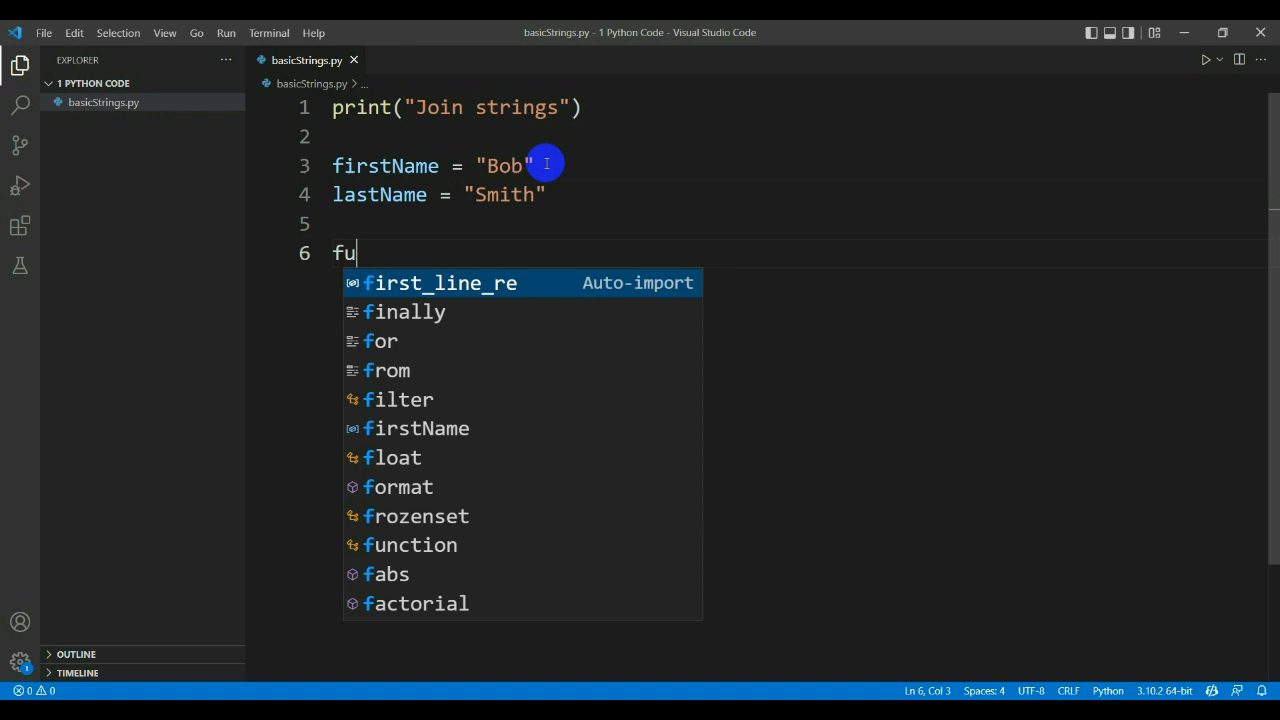 File Edit Selection View Go Run Terminal Help basicStrings.py - 1 Python Code - Visual Studio Code
EXPLORER ...
1 PYTHON CODE
basicStrings.py
basicStrings.py
basicStrings.py > ...
1 print("Join strings")
2
3 firstName = "Bob"
4 lastName = "Smith"
5
6 fu
first_line_re Auto-import
finally
for
from
filter
firstName
float
format
frozenset
function
fabs
factorial
OUTLINE
TIMELINE
1
0 0 Ln 6, Col 3 Spaces: 4 UTF-8 CRLF Python 3.10.2 64-bit